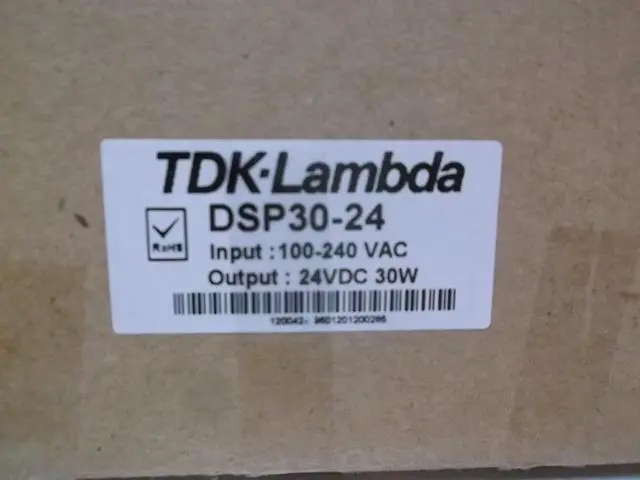 TDK·Lambda
DSP30-24
RoHS
Input :100-240 VAC
Output : 24VDC 30W